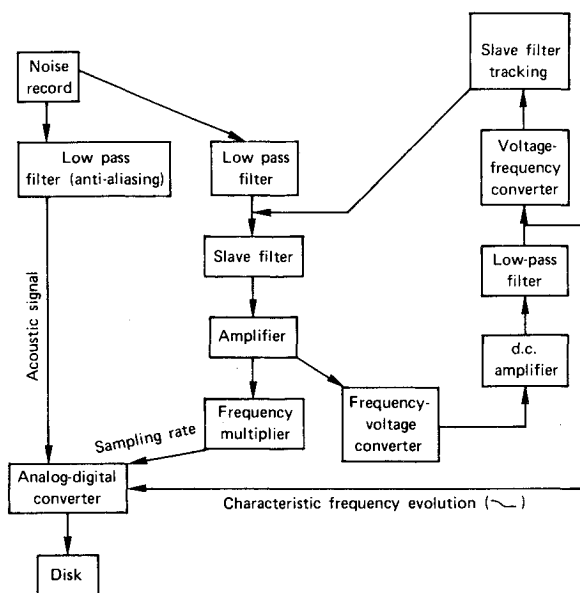 Noise
record
Slave filter
tracking
Low pass
filter (anti-aliasing)
Low pass
filter
Voltage-
frequency
converter
Slave filter
Low-pass
filter
Acoustic signal
Amplifier
d.c.
amplifier
Frequency
multiplier
Frequency-
voltage
converter
Sampling rate
Analog-digital
converter
Characteristic frequency evolution ( )
Disk